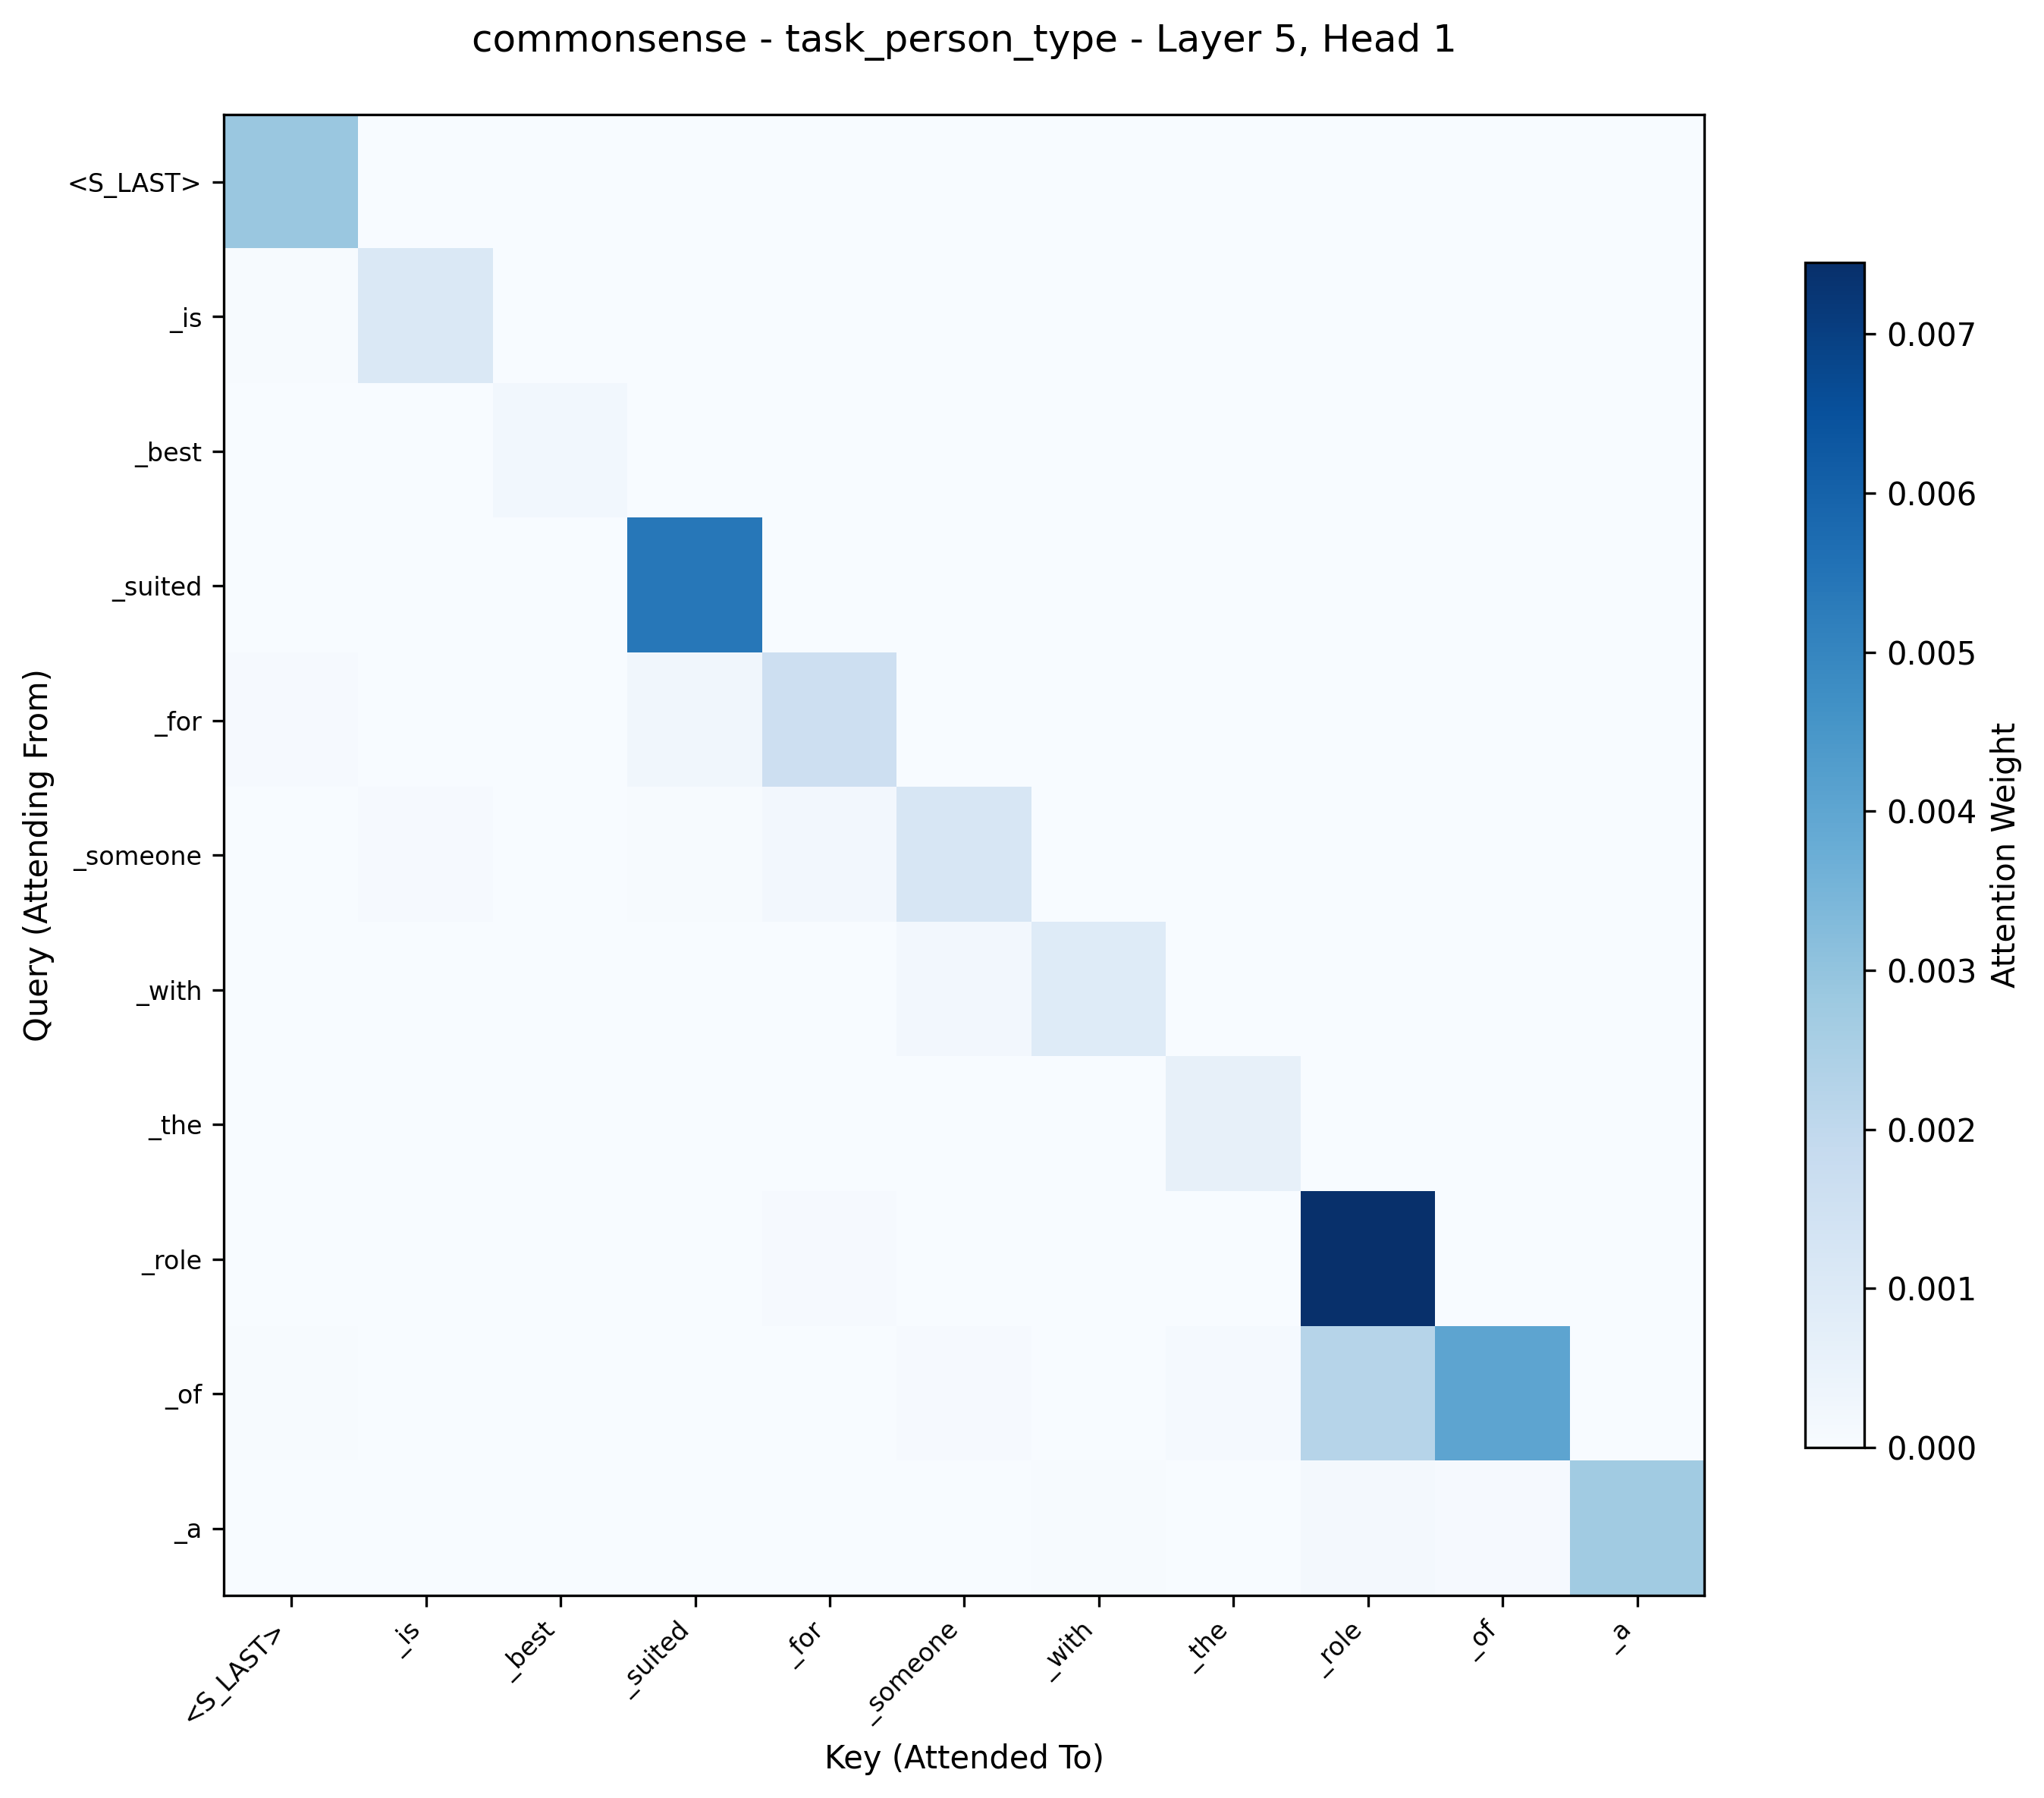 commonsense - task_person_type - Layer 5, Head 1
Query (Attending From)
<S_LAST>
_is
_best
_suited
_for
_someone
_with
_the
_role
_of
_a
<S_LAST>
_is
_best
_suited
_for
_someone
_with
_the
_role
_of
_a
Key (Attended To)
0.007
0.006
0.005
0.004
0.003
0.002
0.001
0.000
Attention Weight